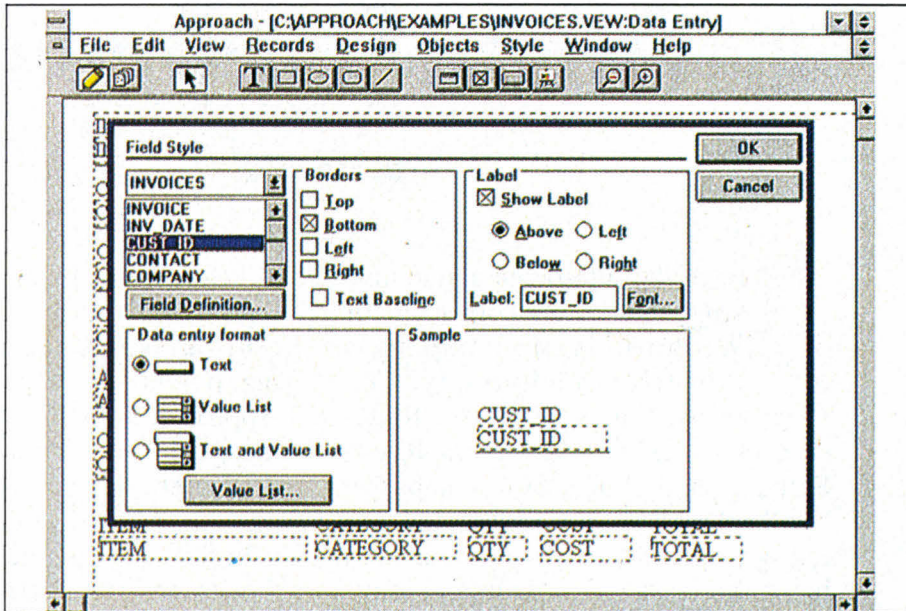 Approach - [C:\APPROACH\EXAMPLES\INVOICES.VEW:Data Entry]
File Edit View Records Design Objects Style Window Help
T
Field Style
OK
Cancel
INVOICES
INVOICE
INV_DATE
CUST_ID
CONTACT
COMPANY
Field Definition...
Borders
Top
Bottom
Left
Right
Text Baseline
Label
Show Label
Above Left
Below Right
Label: CUST_ID Font...
Data entry format
Text
Value List
Text and Value List
Value List...
Sample
CUST_ID
CUST_ID
ITEM CATEGORY QTY COST TOTAL
ITEM CATEGORY QTY COST TOTAL